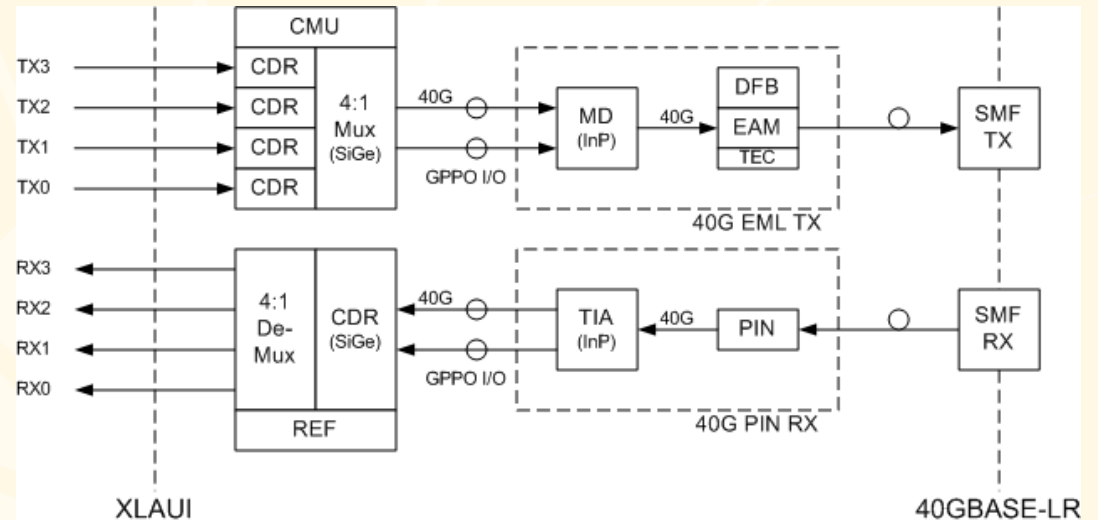 CMU
TX3
TX2
TX1
TX0
CDR
CDR
CDR
CDR
4:1
Mux
(SiGe)
40G
GPPO I/O
MD
(InP)
40G
DFB
EAM
TEC
SMF
TX
40G EML TX
RX3
RX2
RX1
RX0
4:1
De-
Mux
CDR
(SiGe)
REF
40G
GPPO I/O
TIA
(InP)
40G
PIN
SMF
RX
40G PIN RX
XLAUI
40GBASE-LR